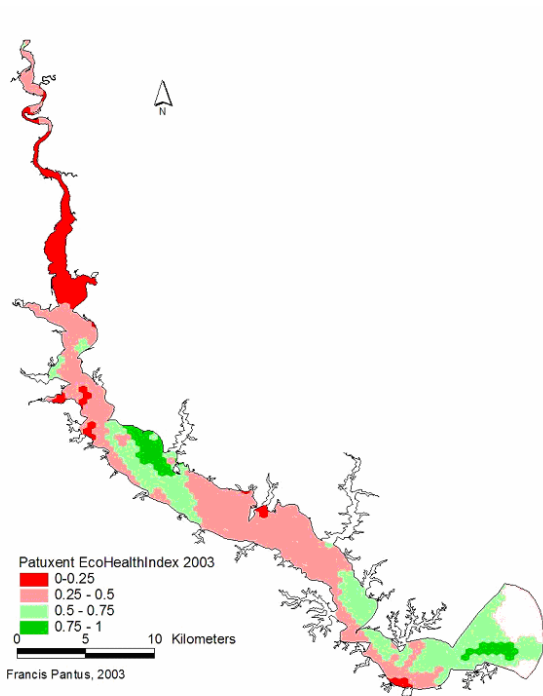 N
Patuxent EcoHealthIndex 2003
0-0.25
0.25 - 0.5
0.5 - 0.75
0.75 - 1
0 5 10 Kilometers
Francis Pantus, 2003